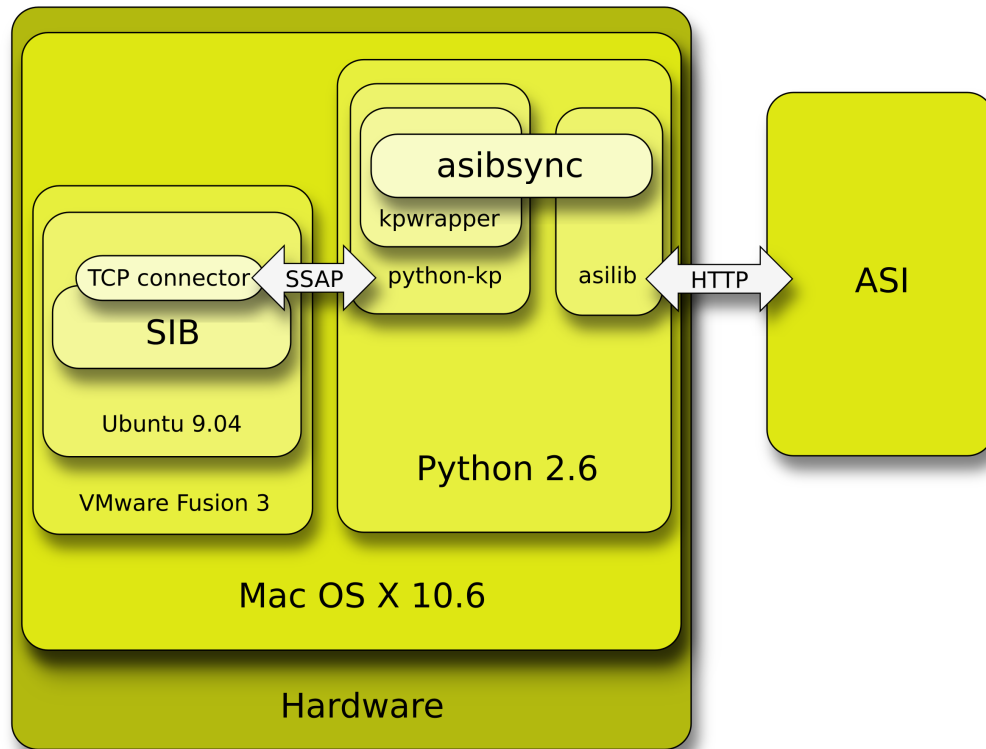 asibsync
kpwrapper
TCP connector
SSAP
python-kp
asilib
HTTP
ASI
SIB
Ubuntu 9.04
Python 2.6
VMware Fusion 3
Mac OS X 10.6
Hardware